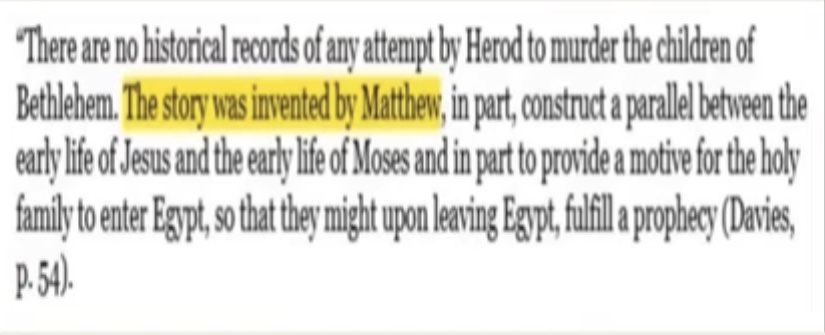 “There are no historical records of any attempt by Herod to murder the children of
Bethlehem. The story was invented by Matthew, in part, construct a parallel between the
early life of Jesus and the early life of Moses and in part to provide a motive for the holy
family to enter Egypt, so that they might upon leaving Egypt, fulfill a prophecy (Davies,
p. 54).